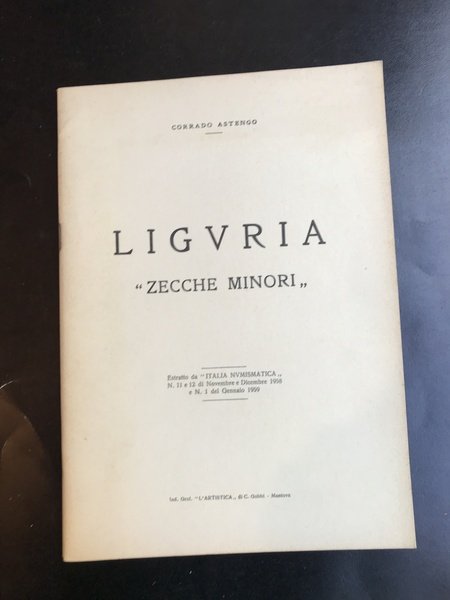 CORRADO ASTENGO
LIGVRIA
“ ZECCHE MINORI „
Estratto da “ITALIA NVMISMATICA„
N. 11 e 12 di Novembre e Dicembre 1958
e N. 1 del Gennaio 1959
Ind. Graf. “L'ARTISTICA„ di C. Gobbi - Mantova